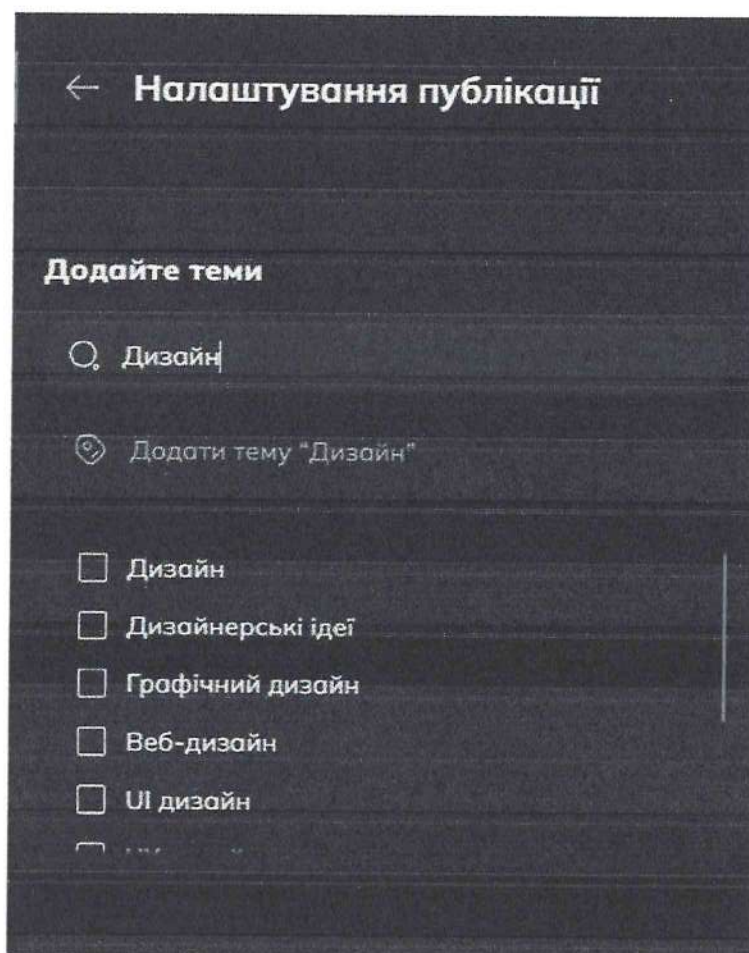 Налаштування публікації
Додайте теми
Дизайн
Додати тему “Дизайн”
Дизайн
Дизайнерські ідеї
Графічний дизайн
Веб-дизайн
UI дизайн